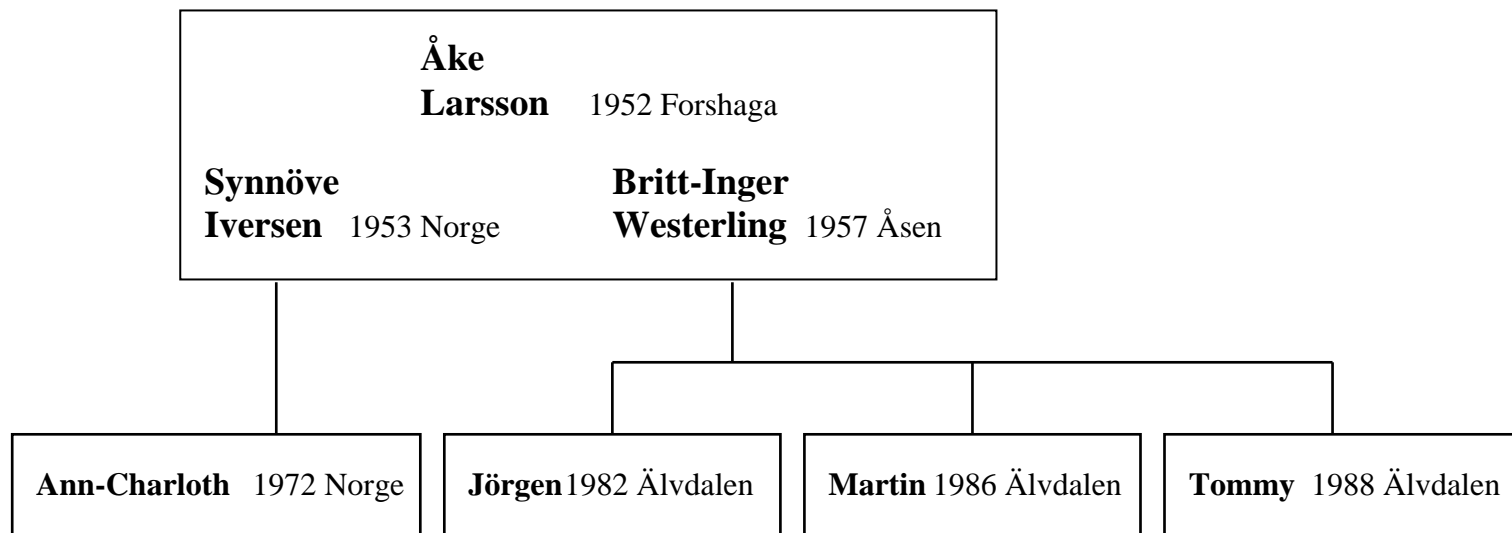 Åke
Larsson 1952 Forshaga
Synnöve
Iversen 1953 Norge
Britt-Inger
Westerling 1957 Åsen
Ann-Charloth 1972 Norge
Jörgen 1982 Älvdalen
Martin 1986 Älvdalen
Tommy 1988 Älvdalen